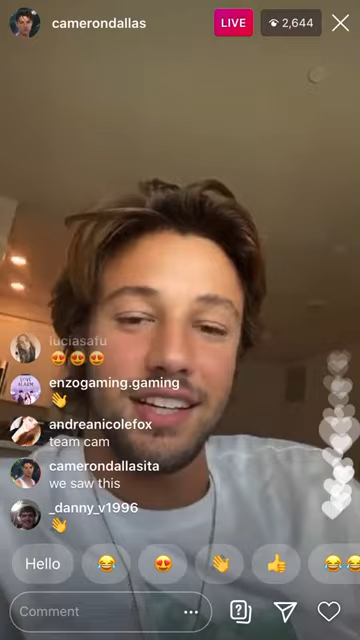 camerondallas
LIVE
2,644
luciasafu
😍😍😍
enzogaming.gaming
👋
andreanicolefox
team cam
camerondallasita
we saw this
_danny_v1996
👋
Hello 😂 😍 👋 👍 😂😂
Comment